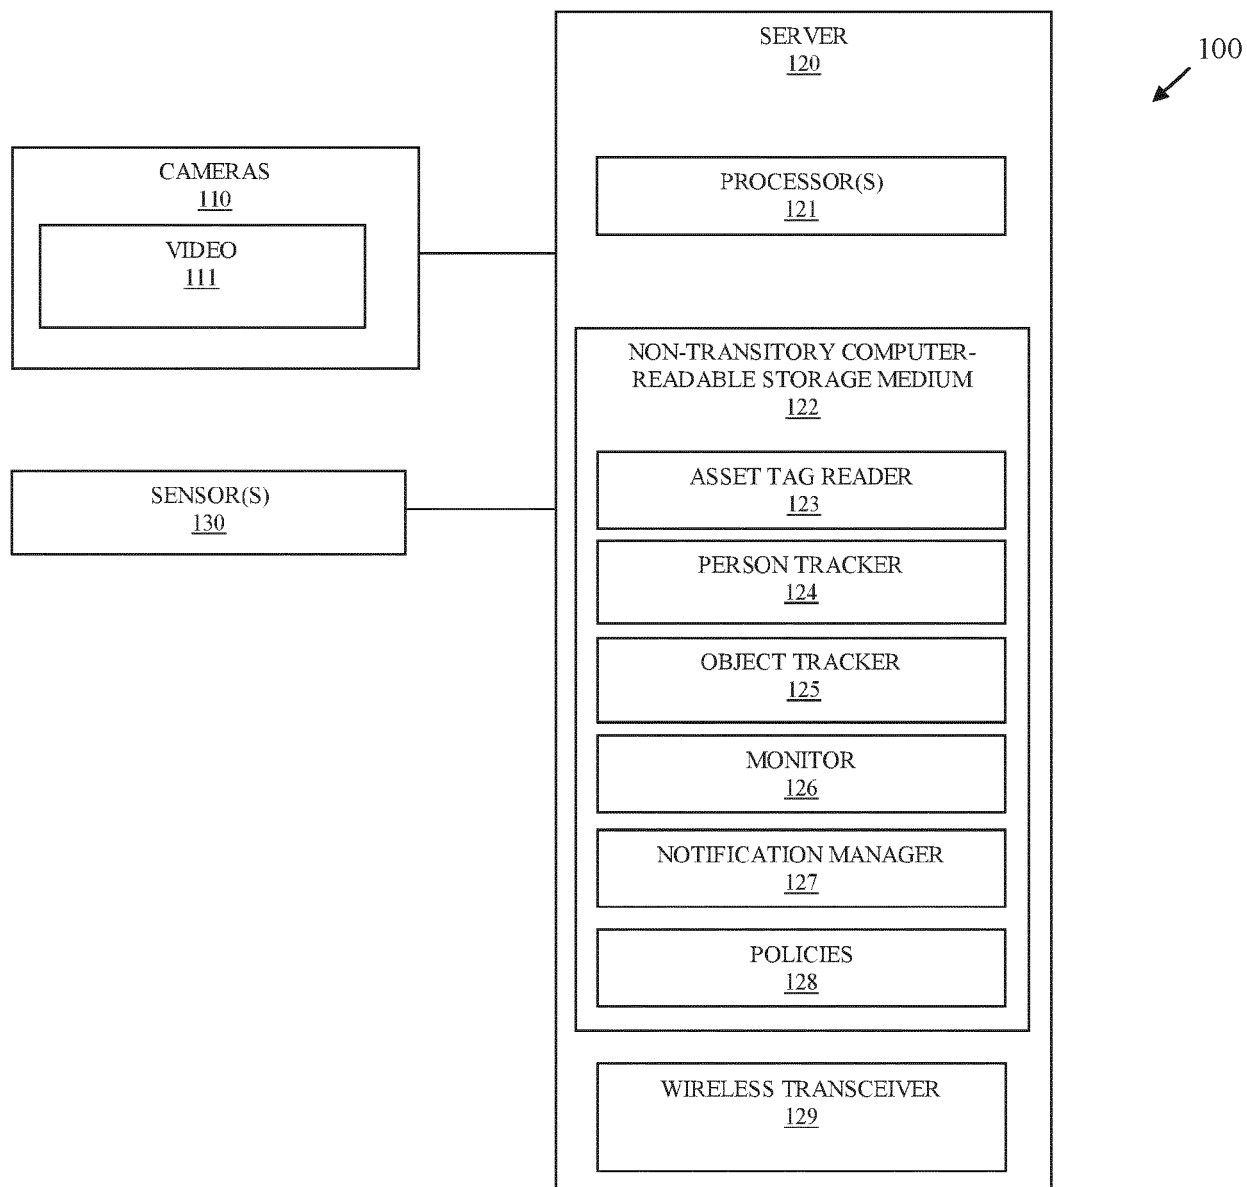 100
CAMERAS
110
VIDEO
111
SENSOR(S)
130
SERVER
120
PROCESSOR(S)
121
NON-TRANSITORY COMPUTER-
READABLE STORAGE MEDIUM
122
ASSET TAG READER
123
PERSON TRACKER
124
OBJECT TRACKER
125
MONITOR
126
NOTIFICATION MANAGER
127
POLICIES
128
WIRELESS TRANSCEIVER
129